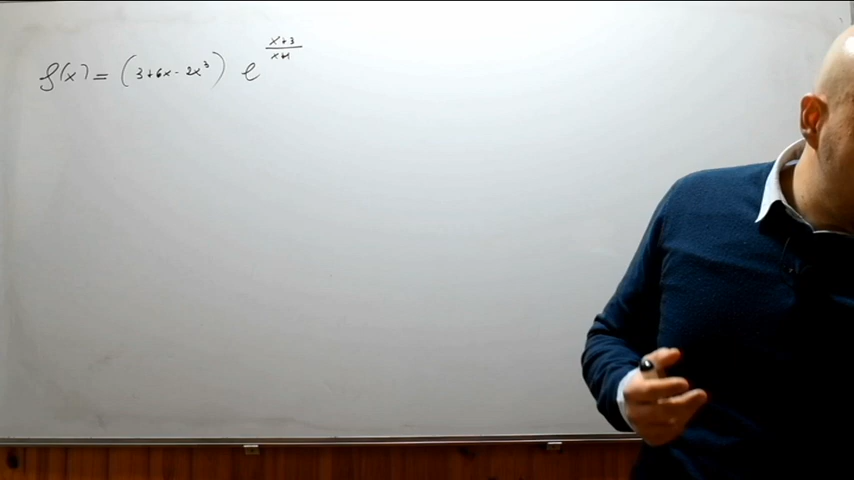 f(x) = (3+6x-2x³) e^((x+3)/(x+1))